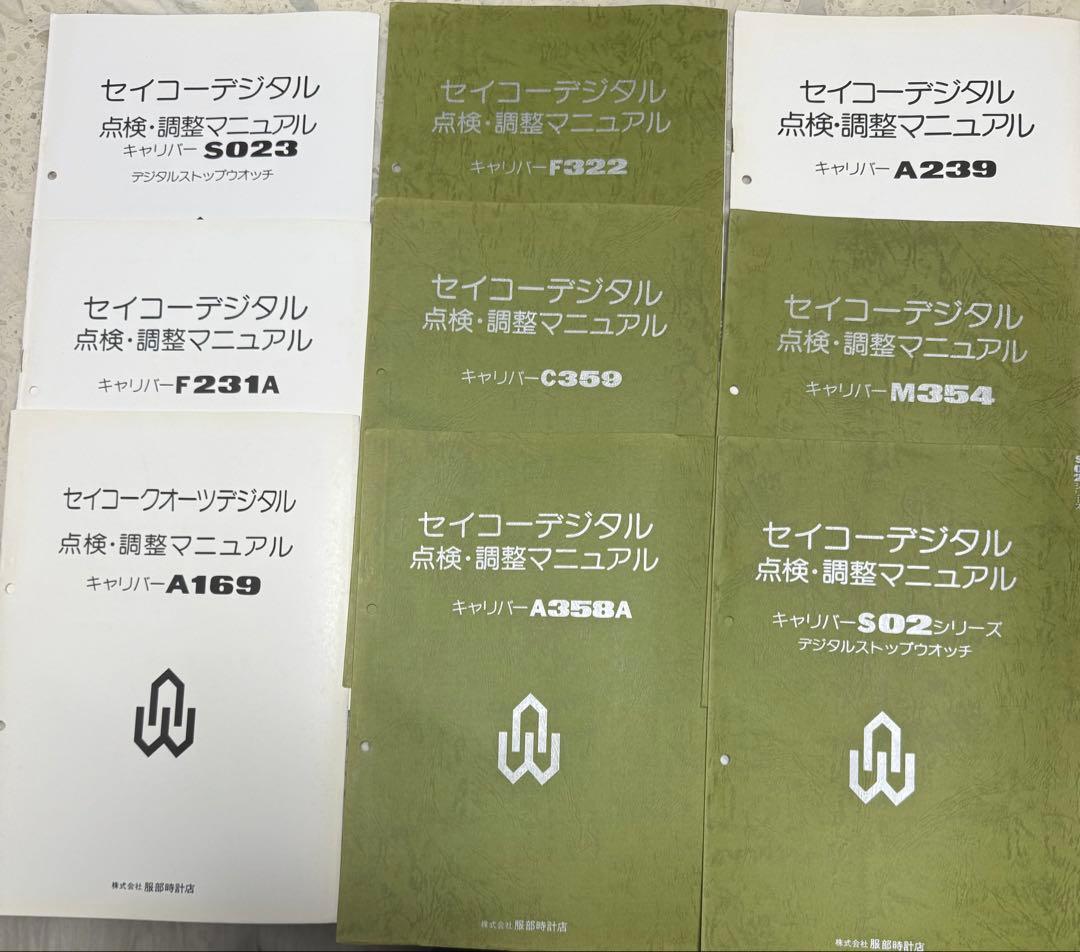 セイコーデジタル
点検・調整マニュアル
キャリバーS023
デジタルストップウオッチ
セイコーデジタル
点検・調整マニュアル
キャリバーF322
セイコーデジタル
点検・調整マニュアル
キャリバーA239
セイコーデジタル
点検・調整マニュアル
キャリバーF231A
セイコーデジタル
点検・調整マニュアル
キャリバーC359
セイコーデジタル
点検・調整マニュアル
キャリバーM354
セイコークオーツデジタル
点検・調整マニュアル
キャリバーA169
株式会社 服部時計店
セイコーデジタル
点検・調整マニュアル
キャリバーA358A
株式会社 服部時計店
セイコーデジタル
点検・調整マニュアル
キャリバーS02シリーズ
デジタルストップウオッチ
株式会社 服部時計店